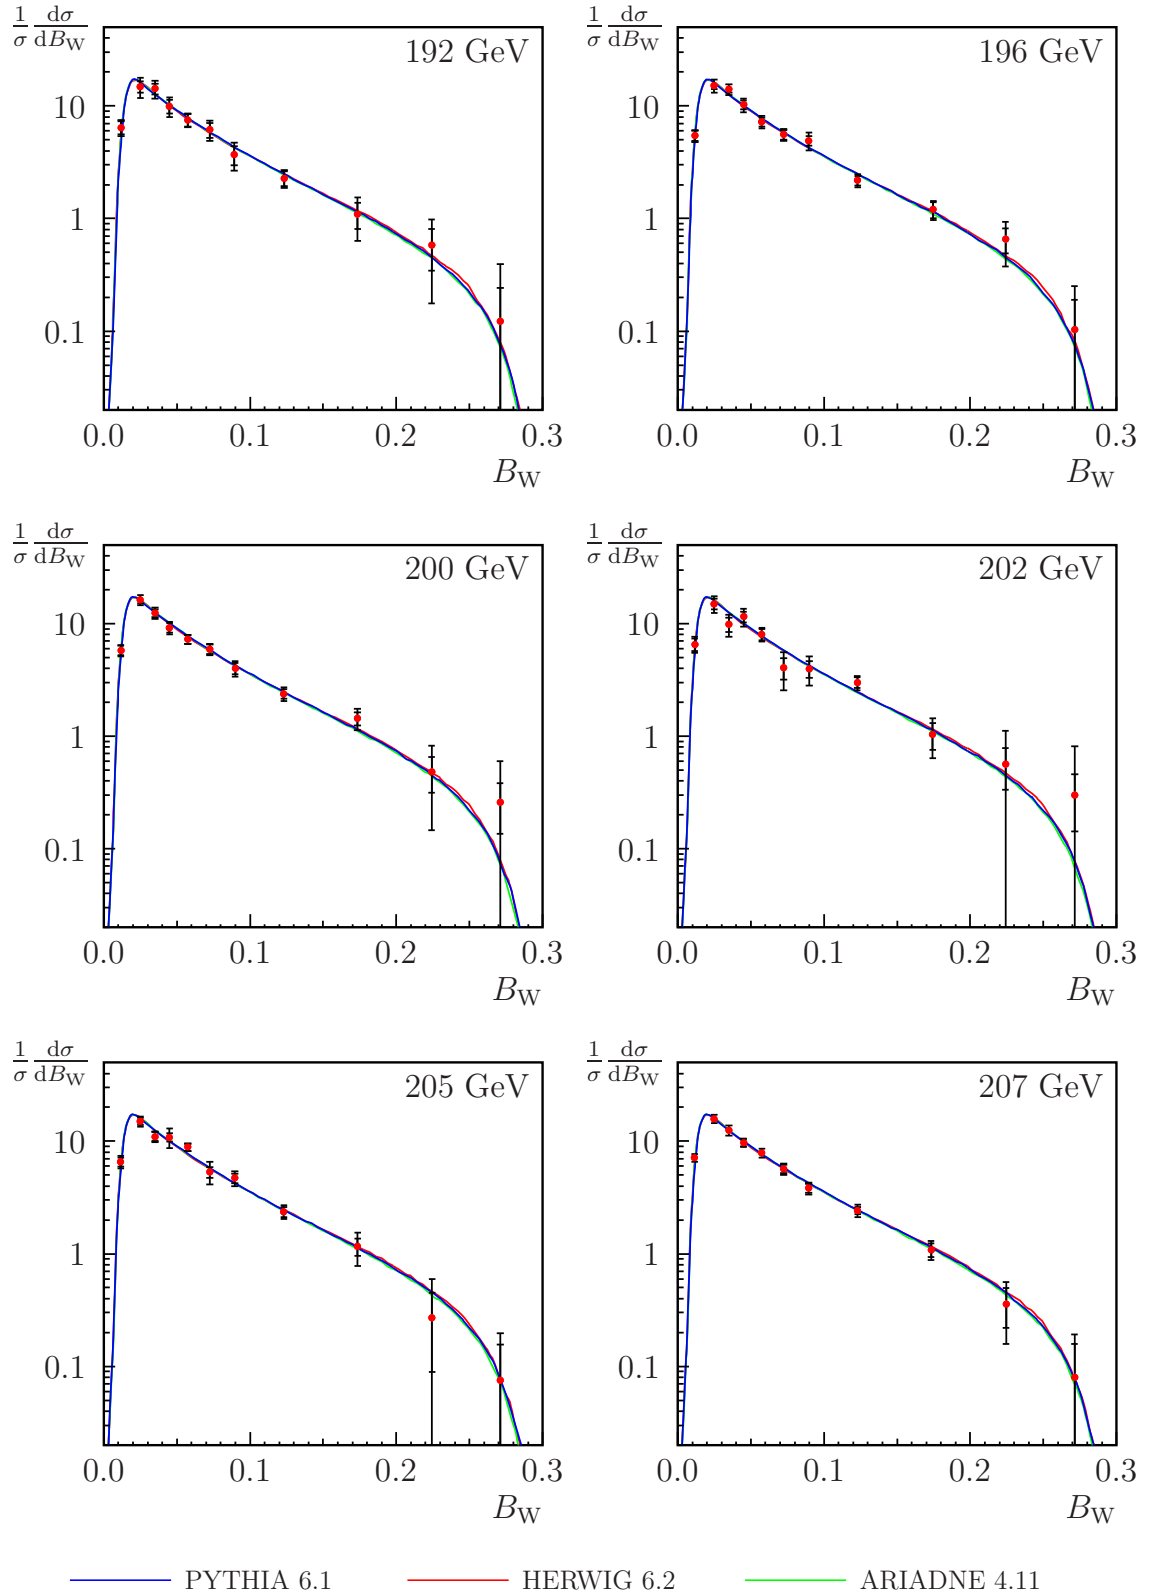 1/σ dσ/dB_W 192 GeV
10
1
0.1
0.0 0.1 0.2 0.3
B_W
1/σ dσ/dB_W 196 GeV
10
1
0.1
0.0 0.1 0.2 0.3
B_W
1/σ dσ/dB_W 200 GeV
10
1
0.1
0.0 0.1 0.2 0.3
B_W
1/σ dσ/dB_W 202 GeV
10
1
0.1
0.0 0.1 0.2 0.3
B_W
1/σ dσ/dB_W 205 GeV
10
1
0.1
0.0 0.1 0.2 0.3
B_W
1/σ dσ/dB_W 207 GeV
10
1
0.1
0.0 0.1 0.2 0.3
B_W
PYTHIA 6.1 HERWIG 6.2 ARIADNE 4.11